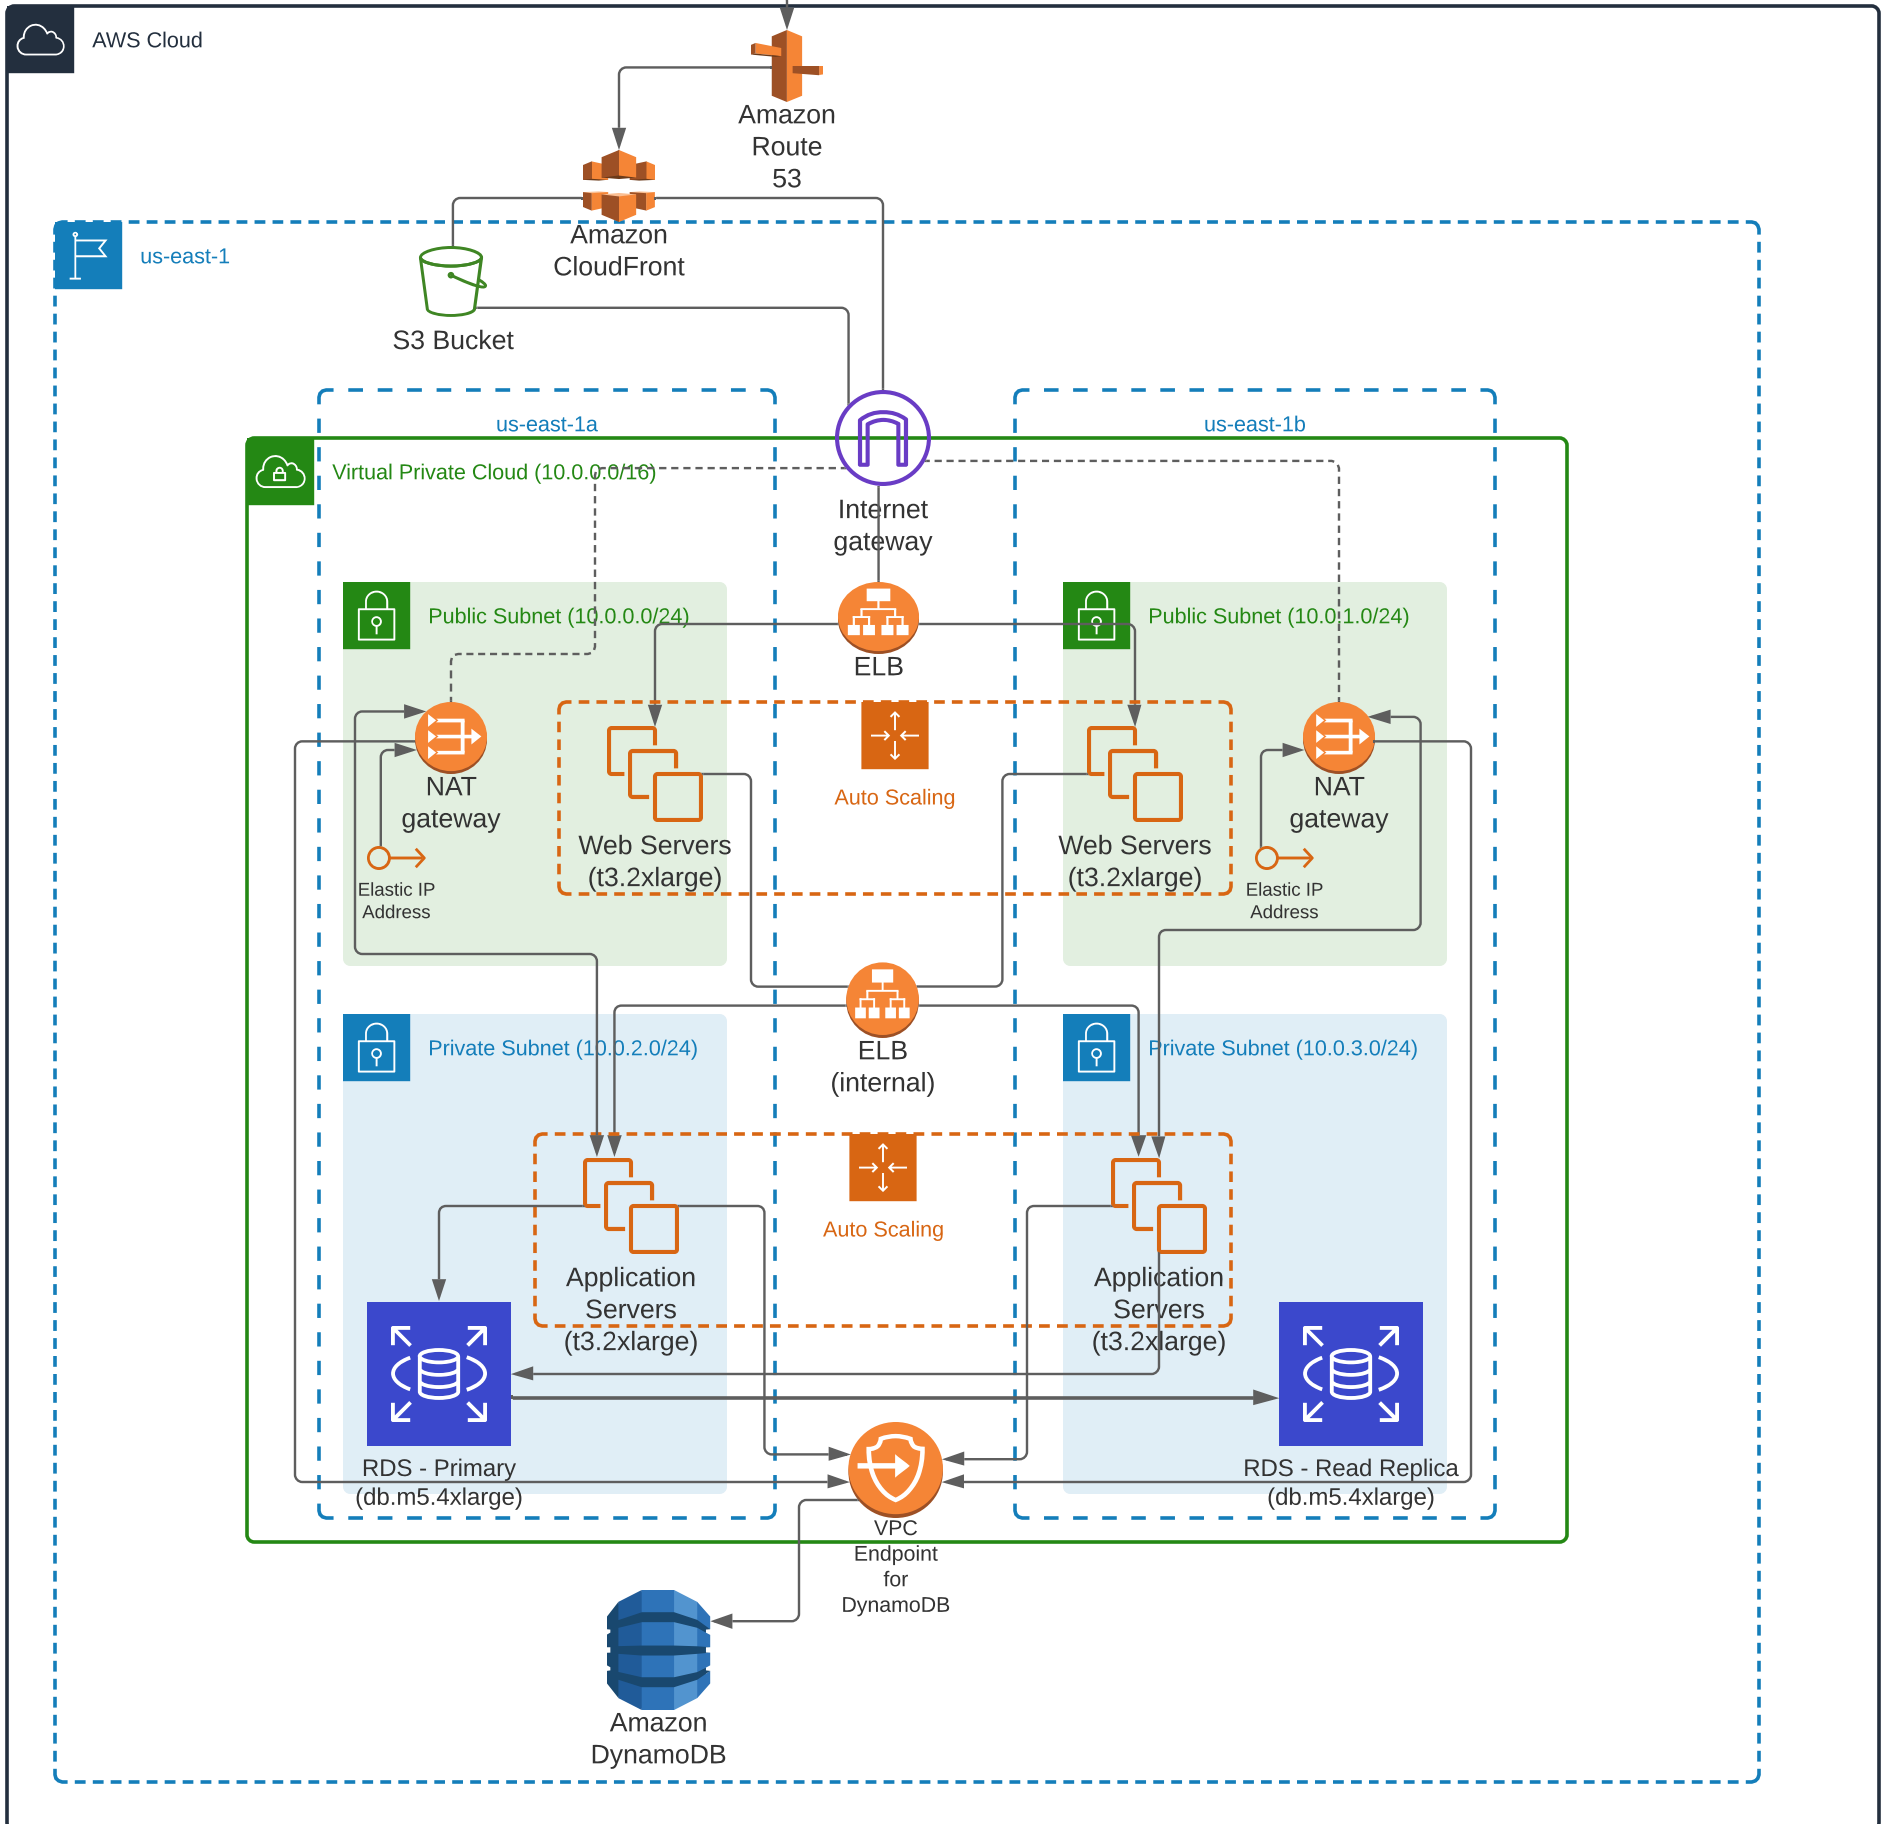 AWS Cloud
Amazon
Route
53
Amazon
CloudFront
us-east-1
S3 Bucket
us-east-1a
us-east-1b
Virtual Private Cloud (10.0.0.0/16)
Internet
gateway
Public Subnet (10.0.0.0/24)
Public Subnet (10.0.1.0/24)
ELB
NAT
gateway
Auto Scaling
NAT
gateway
Web Servers
(t3.2xlarge)
Web Servers
(t3.2xlarge)
Elastic IP
Address
Elastic IP
Address
ELB
(internal)
Private Subnet (10.0.2.0/24)
Private Subnet (10.0.3.0/24)
Auto Scaling
Application
Servers
(t3.2xlarge)
Application
Servers
(t3.2xlarge)
RDS - Primary
(db.m5.4xlarge)
RDS - Read Replica
(db.m5.4xlarge)
VPC
Endpoint
for
DynamoDB
Amazon
DynamoDB